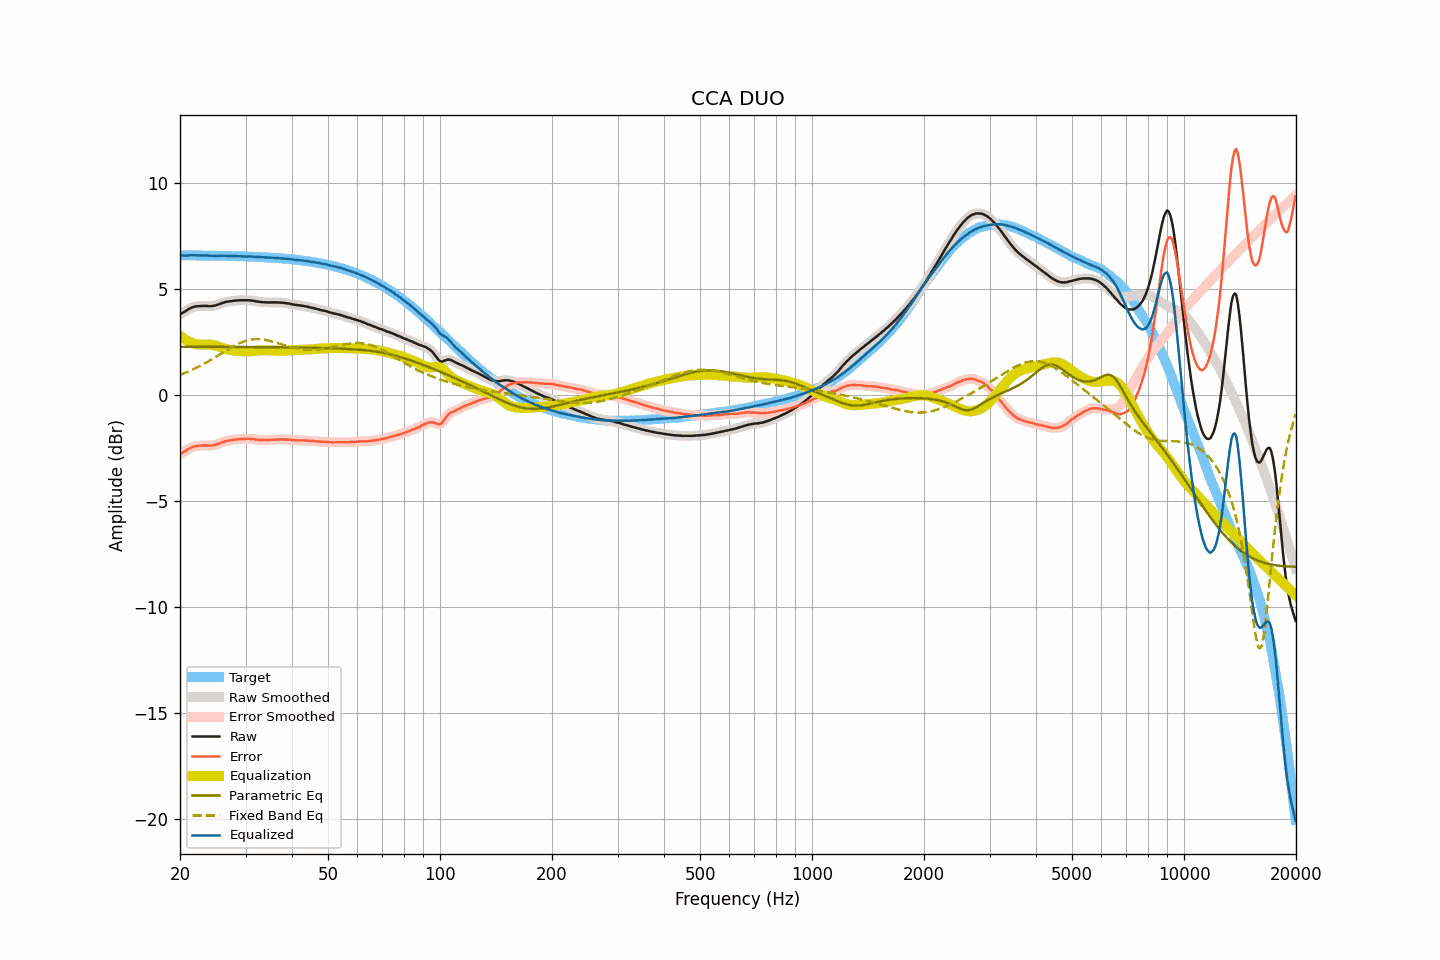 CCA DUO
10
5
0
−5
−10
−15
−20
Amplitude (dBr)
Target
Raw Smoothed
Error Smoothed
Raw
Error
Equalization
Parametric Eq
Fixed Band Eq
Equalized
20 50 100 200 500 1000 2000 5000 10000 20000
Frequency (Hz)